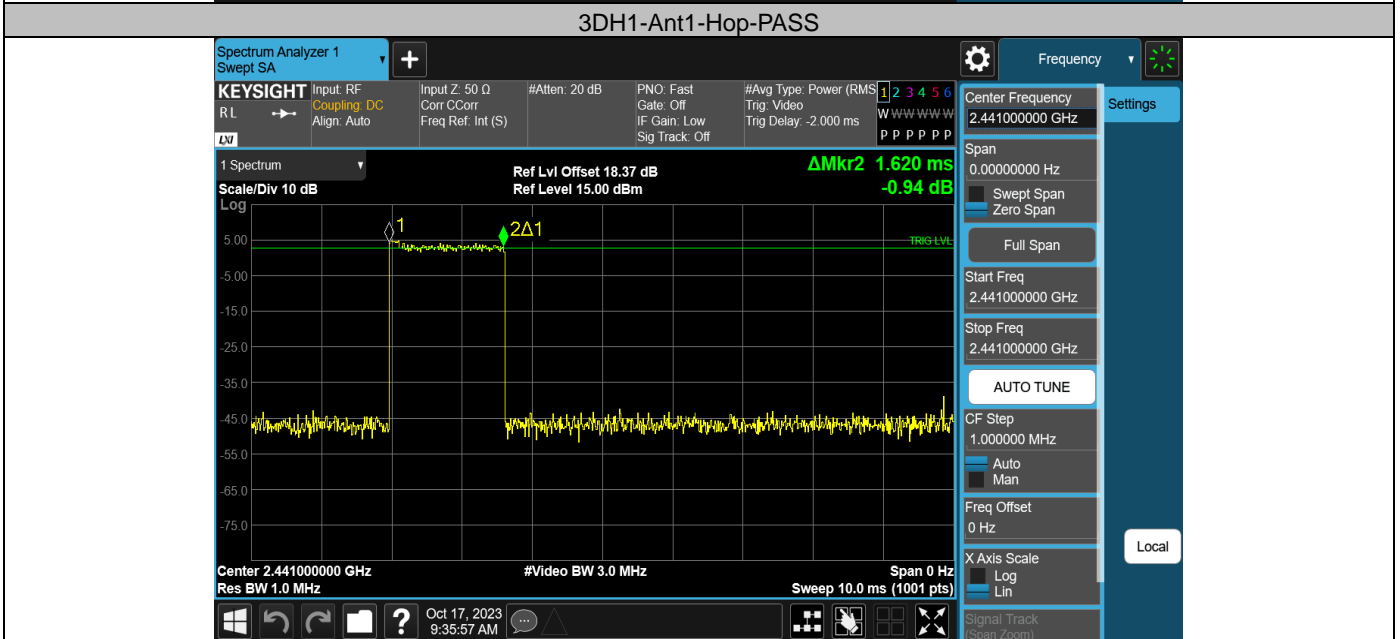 3DH1-Ant1-Hop-PASS
Spectrum Analyzer 1
Swept SA
Frequency
KEYSIGHT
R L
LXI
Input: RF
Coupling: DC
Align: Auto
Input Z: 50 Ω
Corr CCorr
Freq Ref: Int (S)
#Atten: 20 dB
PNO: Fast
Gate: Off
IF Gain: Low
Sig Track: Off
#Avg Type: Power (RMS
Trig: Video
Trig Delay: -2.000 ms
1 2 3 4 5 6
W W W W W W
P P P P P P
1 Spectrum
Scale/Div 10 dB
Log
Ref Lvl Offset 18.37 dB
Ref Level 15.00 dBm
ΔMkr2 1.620 ms
-0.94 dB
1
2Δ1
TRIG LVL
5.00
-5.00
-15.0
-25.0
-35.0
-45.0
-55.0
-65.0
-75.0
Center 2.441000000 GHz
Res BW 1.0 MHz
#Video BW 3.0 MHz
Span 0 Hz
Sweep 10.0 ms (1001 pts)
Center Frequency
2.441000000 GHz
Settings
Span
0.00000000 Hz
Swept Span
Zero Span
Full Span
Start Freq
2.441000000 GHz
Stop Freq
2.441000000 GHz
AUTO TUNE
CF Step
1.000000 MHz
Auto
Man
Freq Offset
0 Hz
X Axis Scale
Log
Lin
Local
Signal Track
(Span Zoom)
?
Oct 17, 2023
9:35:57 AM